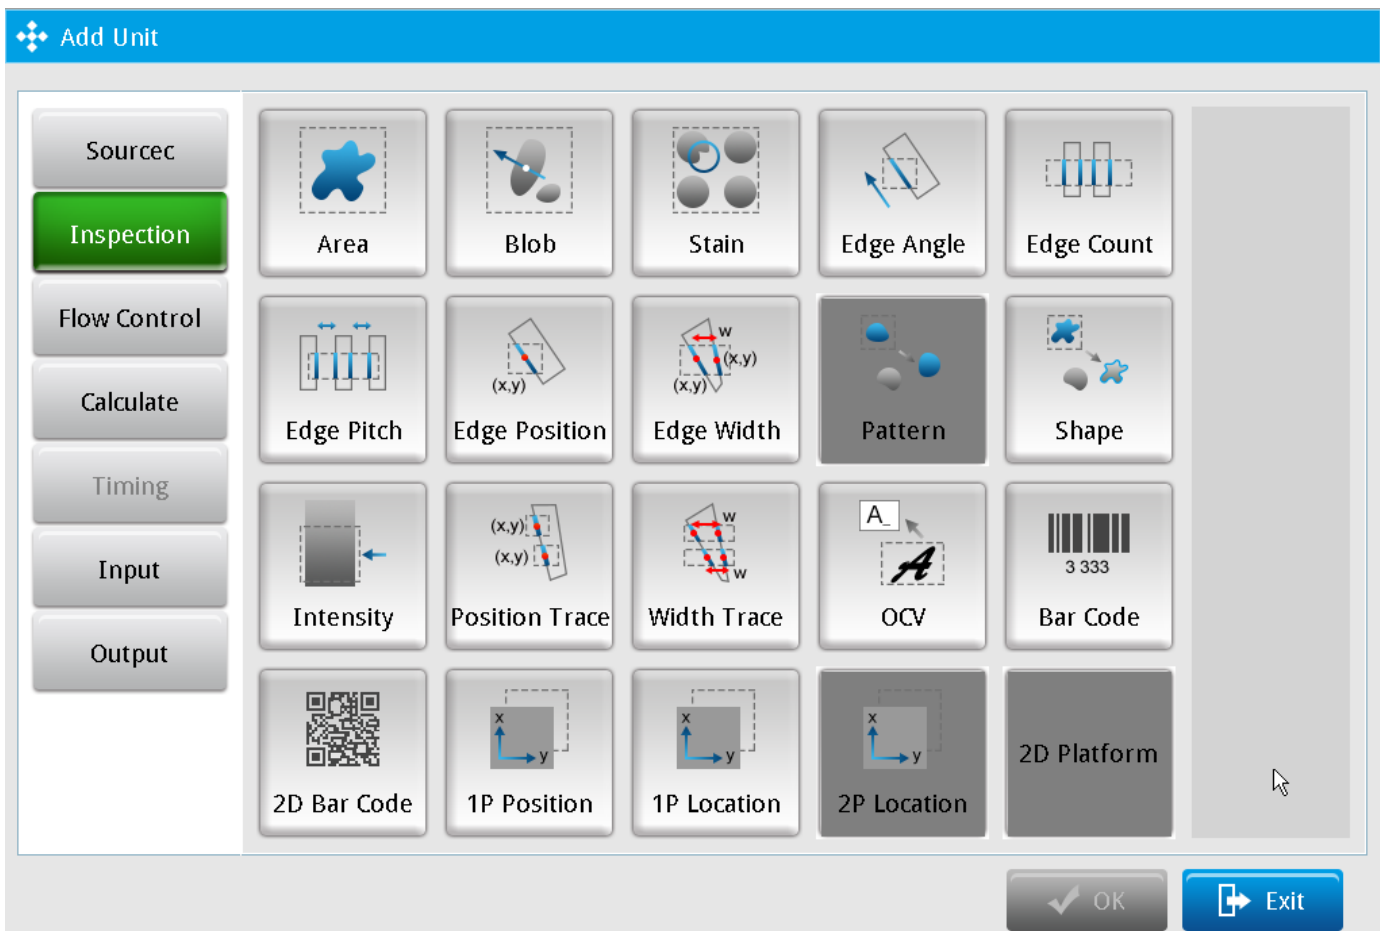 Add Unit
Sourcec
Inspection
Flow Control
Calculate
Timing
Input
Output
Area
Blob
Stain
Edge Angle
Edge Count
(x,y)
w
(x,y)
(x,y)
Edge Pitch
Edge Position
Edge Width
Pattern
Shape
(x,y)
(x,y)
w
w
A_
A
3 333
Intensity
Position Trace
Width Trace
OCV
Bar Code
x
y
x
y
x
y
2D Bar Code
1P Position
1P Location
2P Location
2D Platform
OK
Exit